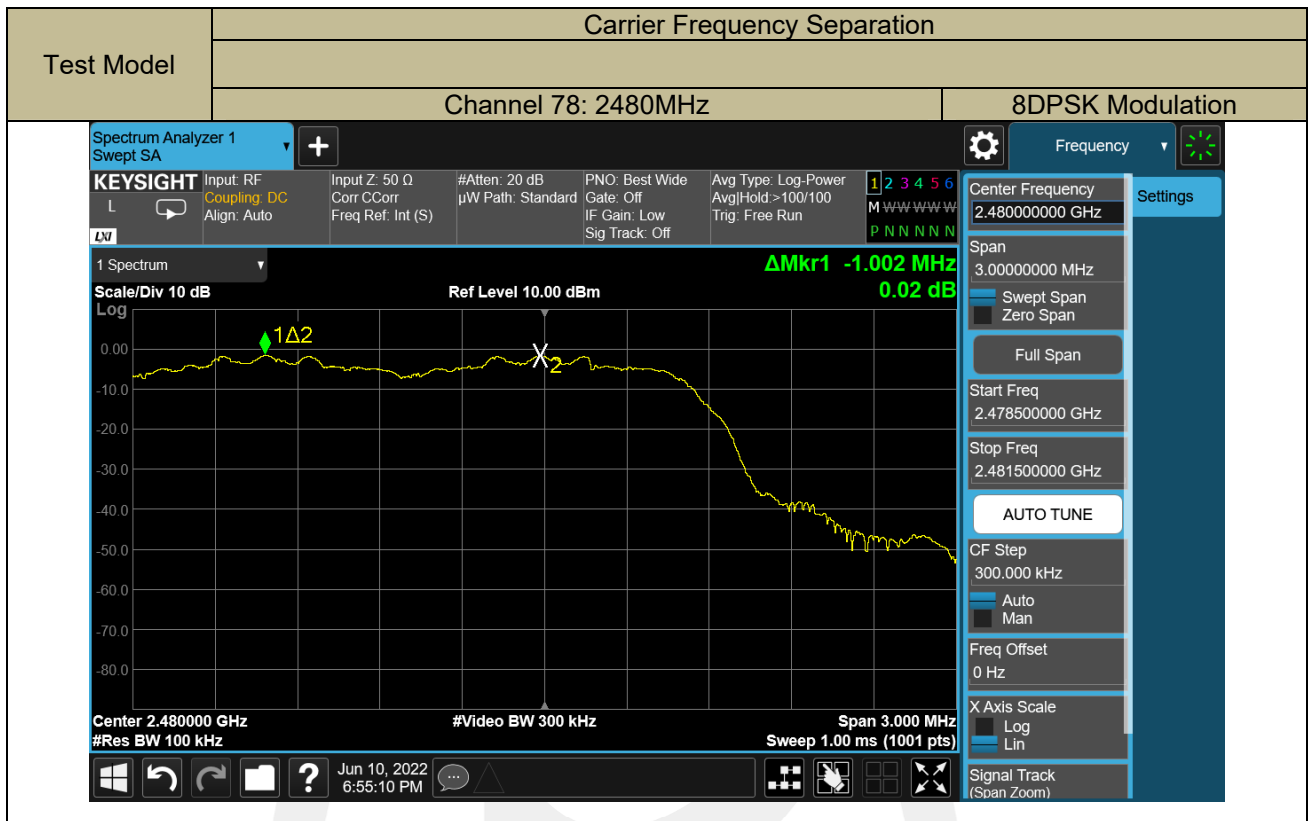 Carrier Frequency Separation
Test Model
Channel 78: 2480MHz 8DPSK Modulation
Spectrum Analyzer 1
Swept SA
▼
+
Frequency ▼
KEYSIGHT
L
LXI
Input: RF
Coupling: DC
Align: Auto
Input Z: 50 Ω
Corr CCorr
Freq Ref: Int (S)
#Atten: 20 dB
µW Path: Standard
PNO: Best Wide
Gate: Off
IF Gain: Low
Sig Track: Off
Avg Type: Log-Power
Avg|Hold:>100/100
Trig: Free Run
1 2 3 4 5 6
M W W W W W
P N N N N N
1 Spectrum ▼
ΔMkr1 -1.002 MHz
0.02 dB
Scale/Div 10 dB
Ref Level 10.00 dBm
Log
1Δ2
X2
0.00
-10.0
-20.0
-30.0
-40.0
-50.0
-60.0
-70.0
-80.0
Center 2.480000 GHz
#Video BW 300 kHz
Span 3.000 MHz
#Res BW 100 kHz
Sweep 1.00 ms (1001 pts)
?
Jun 10, 2022
6:55:10 PM
...
Center Frequency
2.480000000 GHz
Settings
Span
3.00000000 MHz
Swept Span
Zero Span
Full Span
Start Freq
2.478500000 GHz
Stop Freq
2.481500000 GHz
AUTO TUNE
CF Step
300.000 kHz
Auto
Man
Freq Offset
0 Hz
X Axis Scale
Log
Lin
Signal Track
(Span Zoom)